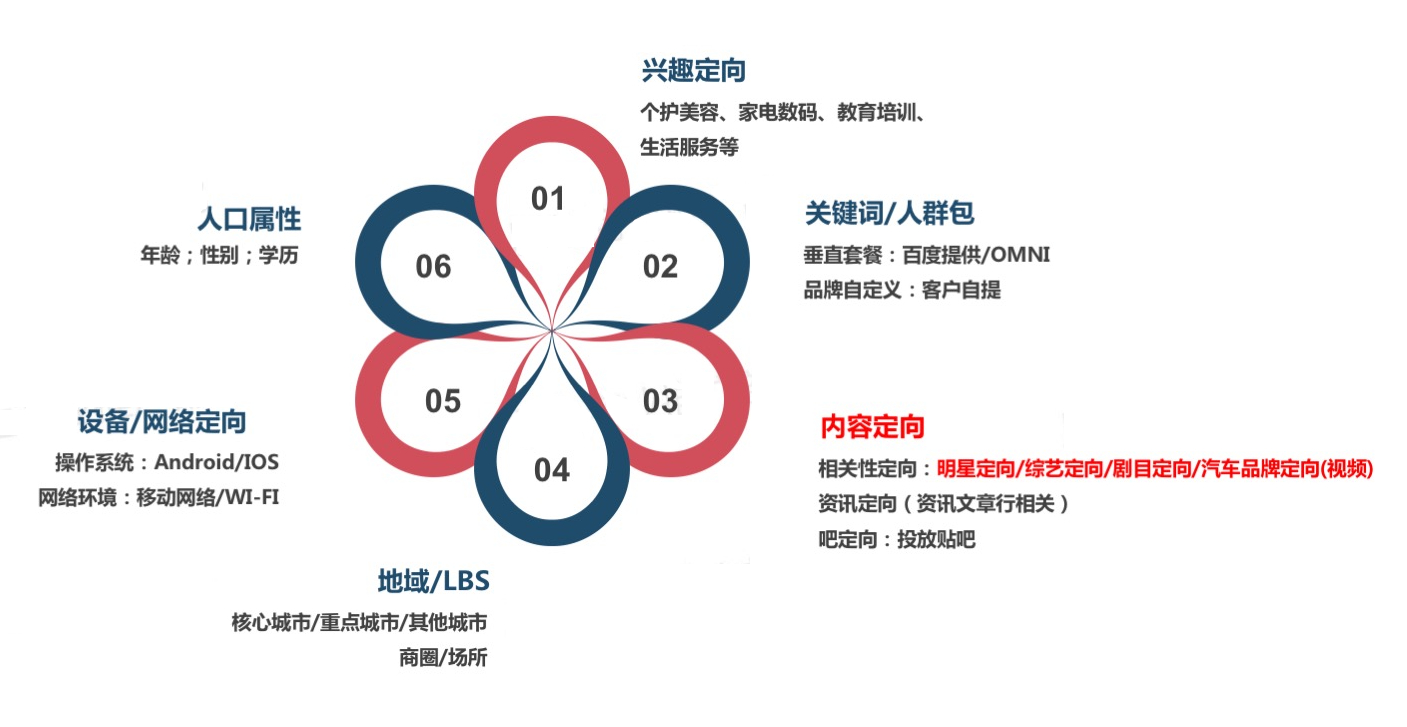 兴趣定向
个护美容、家电数码、教育培训、
生活服务等
01
关键词/人群包
垂直套餐：百度提供/OMNI
品牌自定义：客户自提
02
内容定向
相关性定向：明星定向/综艺定向/剧目定向/汽车品牌定向(视频)
资讯定向（资讯文章行相关）
吧定向：投放贴吧
03
地域/LBS
核心城市/重点城市/其他城市
商圈/场所
04
设备/网络定向
操作系统：Android/IOS
网络环境：移动网络/WI-FI
05
人口属性
年龄；性别；学历
06